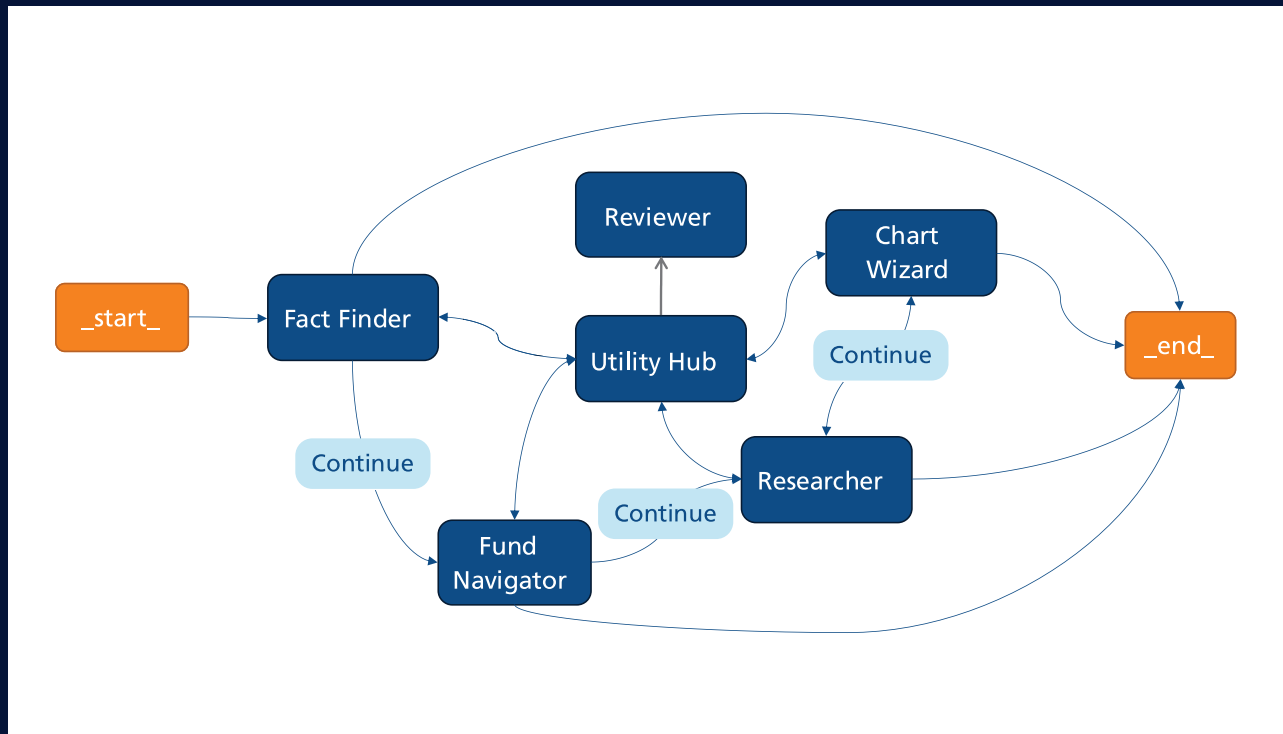 Reviewer
Chart
Wizard
_start_
Fact Finder
Utility Hub
Continue
_end_
Continue
Researcher
Continue
Fund
Navigator